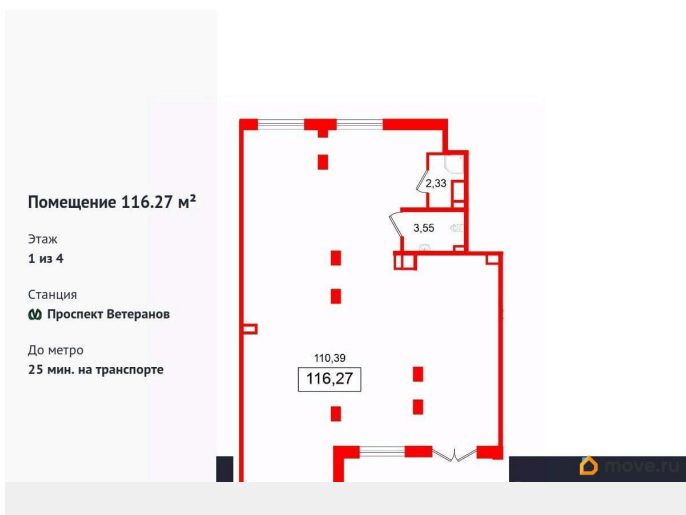 Помещение 116.27 м²
Этаж
1 из 4
Станция
Проспект Ветеранов
До метро
25 мин. на транспорте
2,33
3,55
110,39
116,27
move.ru